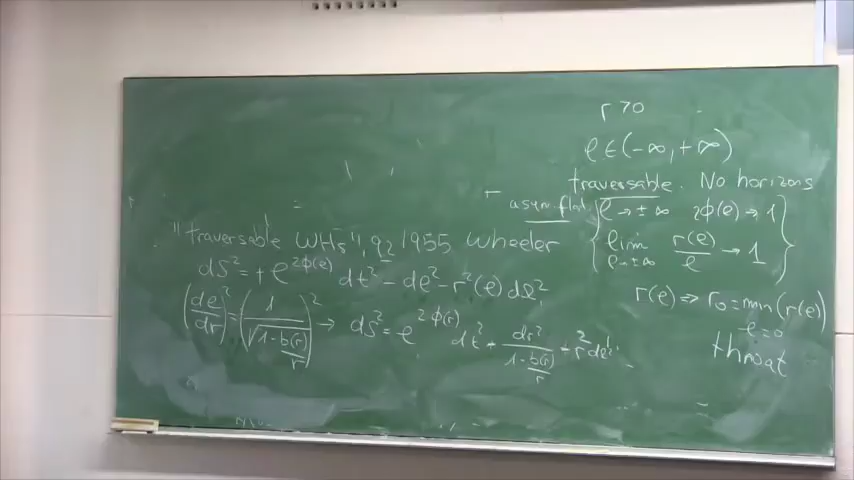 r > 0
ℓ ∈ (-∞, +∞)
traversable. No horizons
asym. flat { ℓ → ±∞ 2ϕ(ℓ) → 1
lim ℓ→±∞ r(ℓ)/ℓ → 1 }
"traversable WHs", 1955 Wheeler
ds² = + e^{2ϕ(ℓ)} dt² - dℓ² - r²(ℓ) dΩ²
r(ℓ) => r₀ = min (r(ℓ))
ℓ=0
throat
(dℓ/dr)² = (1/√(1 - b(r)/r))² → ds² = e^{2ϕ(r)} dt² + dr²/(1 - b(r)/r) + r² dΩ²